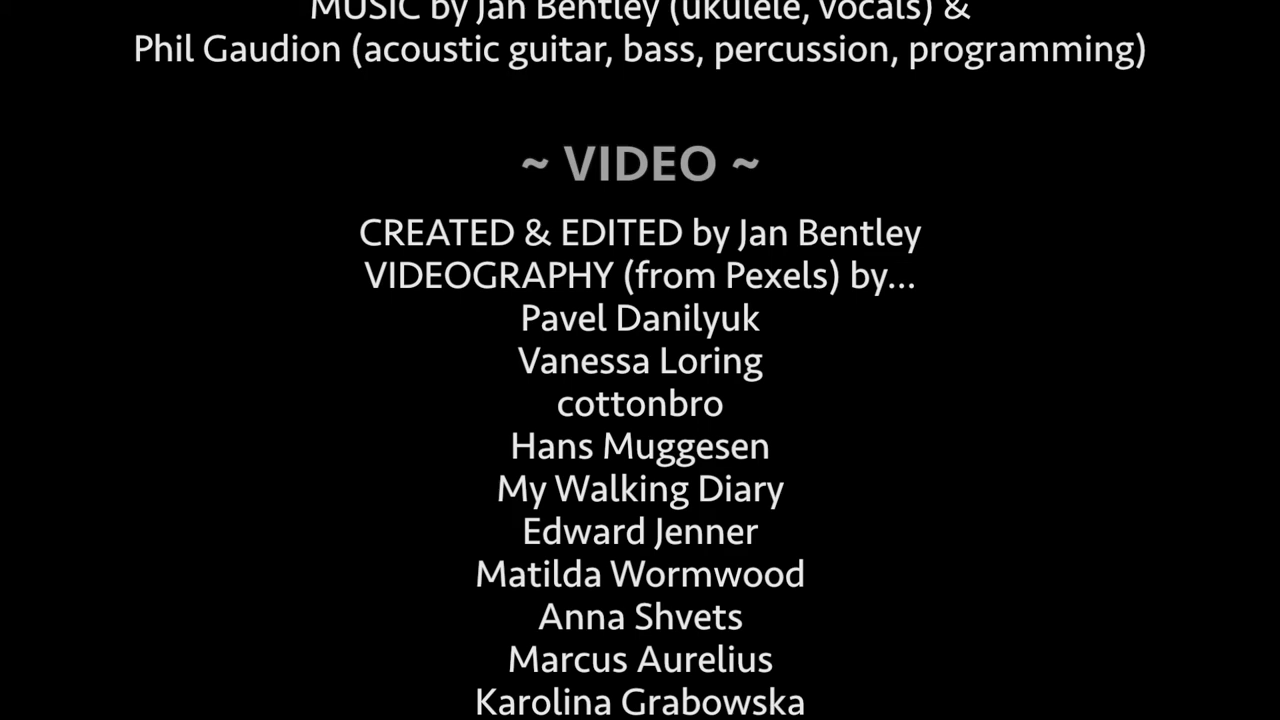 MUSIC by Jan Bentley (ukulele, vocals) &
Phil Gaudion (acoustic guitar, bass, percussion, programming)
~ VIDEO ~
CREATED & EDITED by Jan Bentley
VIDEOGRAPHY (from Pexels) by...
Pavel Danilyuk
Vanessa Loring
cottonbro
Hans Muggesen
My Walking Diary
Edward Jenner
Matilda Wormwood
Anna Shvets
Marcus Aurelius
Karolina Grabowska